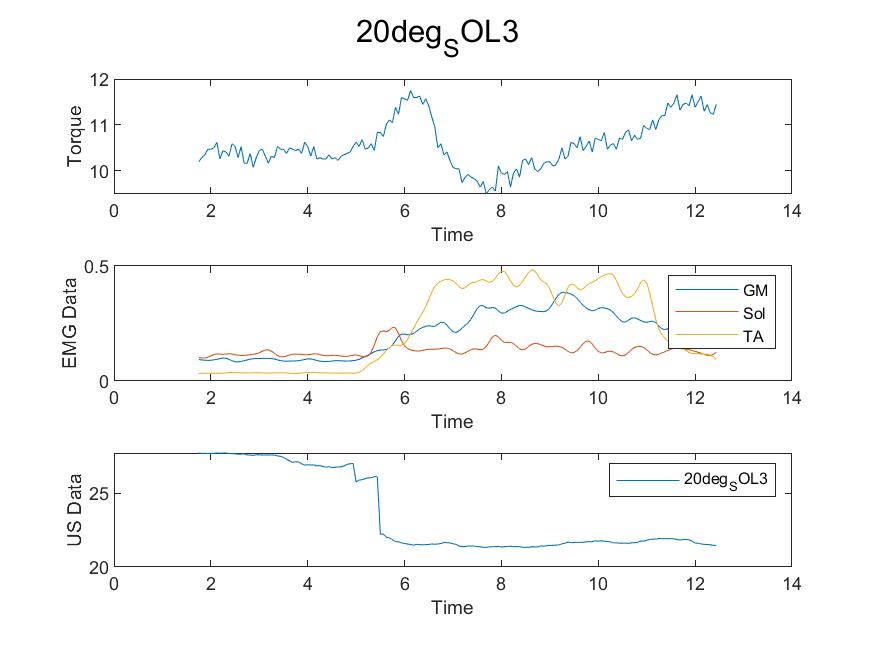 20deg_SOL3
12
11
10
Torque
0 2 4 6 8 10 12 14
Time
0.5
0
EMG Data
GM
Sol
TA
0 2 4 6 8 10 12 14
Time
25
20
US Data
20deg_SOL3
0 2 4 6 8 10 12 14
Time